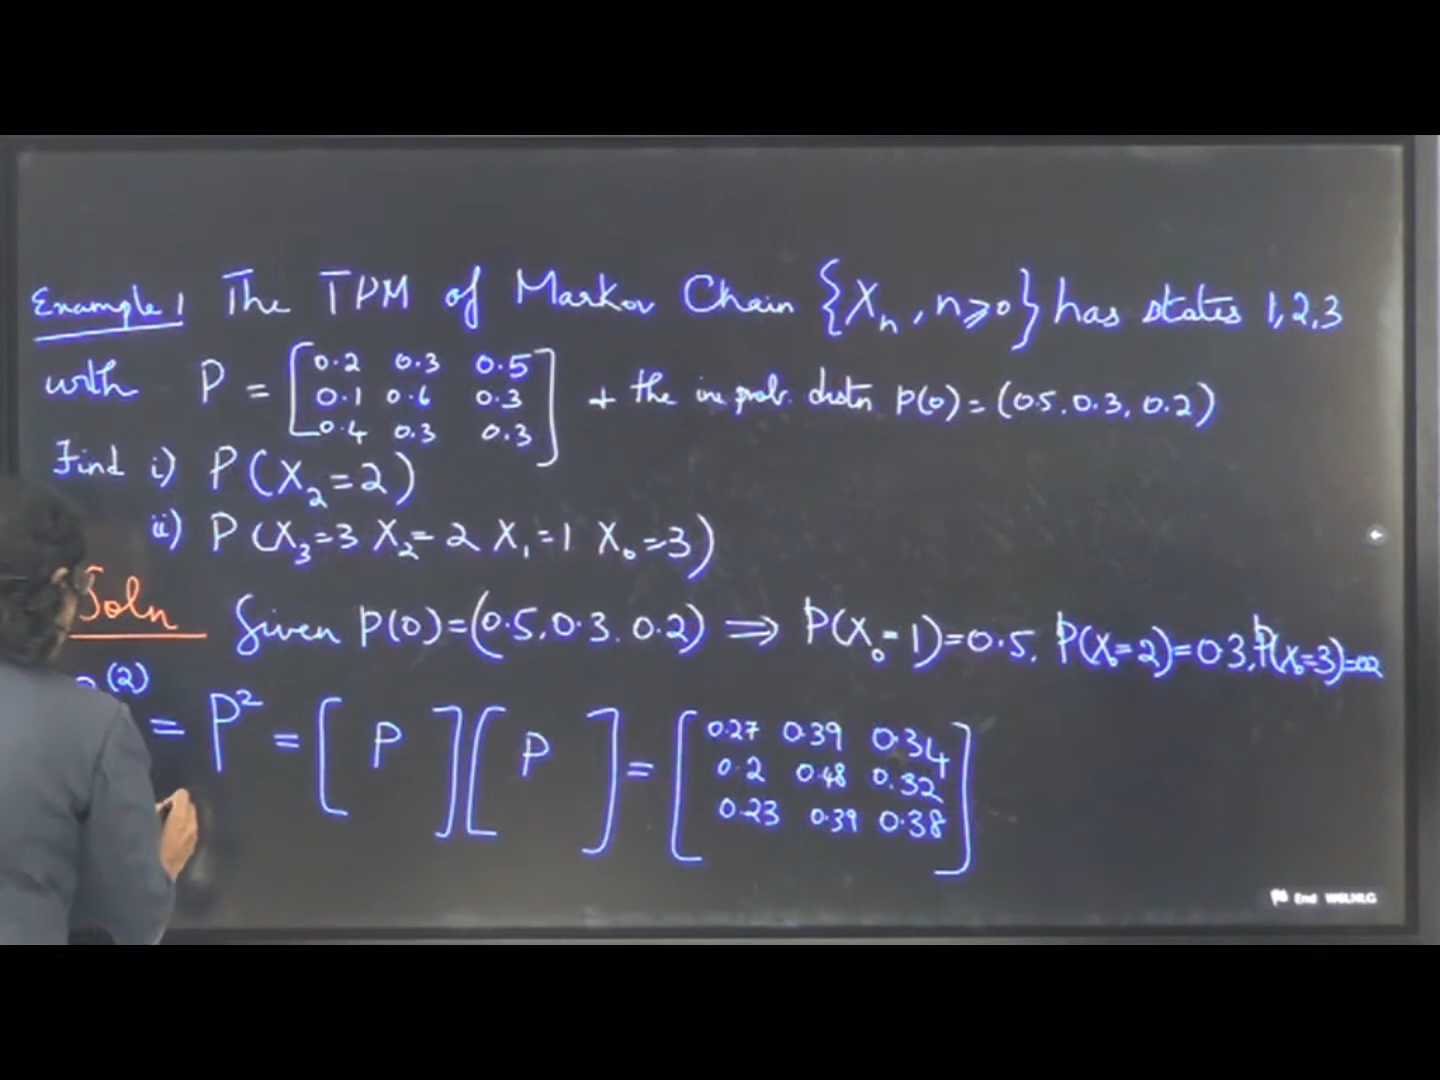 Example 1 The TPM of Markov Chain {Xₙ, n⩾0} has states 1,2,3
with P = [0.2 0.3 0.5
0.1 0.6 0.3
0.4 0.3 0.3] + the in prob. distn p(0) = (0.5, 0.3, 0.2)
Find i) P(X₂=2)
ii) P(X₃=3 X₂=2 X₁=1 X₀=3)
Soln Given p(0)=(0.5, 0.3, 0.2) ⇒ P(X₀=1)=0.5, P(X₀=2)=0.3, P(X₀=3)=0.2
(2) = P² = [ P ] [ P ] = [0.27 0.39 0.34
0.2 0.48 0.32
0.23 0.39 0.38]
End